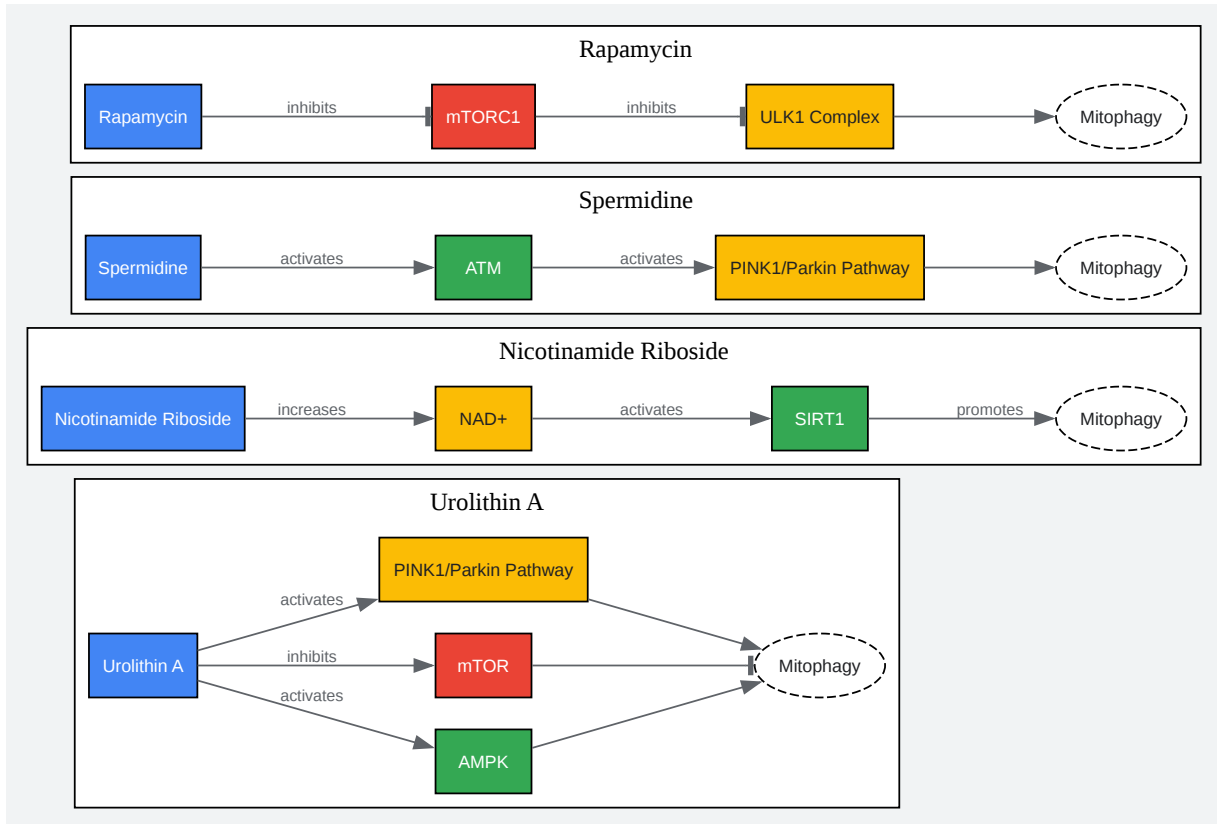 Rapamycin
Rapamycin inhibits mTORC1 inhibits ULK1 Complex Mitophagy
Spermidine
Spermidine activates ATM activates PINK1/Parkin Pathway Mitophagy
Nicotinamide Riboside
Nicotinamide Riboside increases NAD+ activates SIRT1 promotes Mitophagy
Urolithin A
PINK1/Parkin Pathway
activates
Urolithin A inhibits mTOR Mitophagy
activates
AMPK